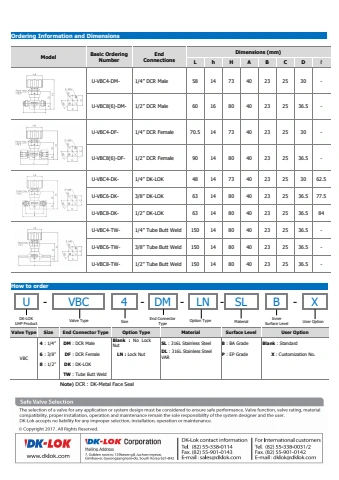 Ordering Information and Dimensions
Model Basic Ordering Number End Connections Dimensions (mm)
L h H A B C D l
U-VBC4-DM- 1/4" DCR Male 58 14 73 40 23 25 30 -
U-VBC8(6)-DM- 1/2" DCR Male 60 16 80 40 23 25 36.5 -
U-VBC4-DF- 1/4" DCR Female 70.5 14 73 40 23 25 30 -
U-VBC8(6)-DF- 1/2" DCR Female 90 14 80 40 23 25 36.5 -
U-VBC4-DK- 1/4" DK-LOK 48 14 73 40 23 25 30 62.5
U-VBC6-DK- 3/8" DK-LOK 63 14 80 40 23 25 36.5 77.5
U-VBC8-DK- 1/2" DK-LOK 63 14 80 40 23 25 36.5 84
U-VBC4-TW- 1/4" Tube Butt Weld 150 14 80 40 23 25 36.5 -
U-VBC6-TW- 3/8" Tube Butt Weld 150 14 80 40 23 25 36.5 -
U-VBC8-TW- 1/2" Tube Butt Weld 150 14 80 40 23 25 36.5 -
How to order
U - VBC 4 - DM - LN - SL B - X
DK-LOK UHP Product Valve Type Size End Connector Type Option Type Material Inner Surface Level User Option
Valve Type Size End Connector Type Option Type Material Surface Level User Option
VBC
4 : 1/4" DM : DCR Male Blank : No Lock Nut SL : 316L Stainless Steel B : BA Grade Blank : Standard
6 : 3/8" DF : DCR Female LN : Lock Nut DL : 316L Stainless Steel VAR P : EP Grade X : Customization No.
8 : 1/2" DK : DK-LOK
TW : Tube Butt Weld
Note) DCR : DK-Metal Face Seal
Safe Valve Selection
The selection of a valve for any application or system design must be considered to ensure safe performance. Valve function, valve rating, material
compatibility, proper installation, operation and maintenance remain the sole responsibility of the system designer and the user.
DK-Lok accepts no liability for any improper selection, installation, operation or maintenance.
© Copyright 2017. All Rights Reserved.
DK-LOK
www.dklok.com
DK-LOK Corporation
Mailing Address
DK-Lok contact information
Tel. (82) 55-338-0114
Fax. (82) 55-901-0143
E-mail : sales@dklok.com
For International customers
Tel. (82) 55-338-0031/2
Fax. (82) 55-901-0142
E-mail : dklok@dklok.com